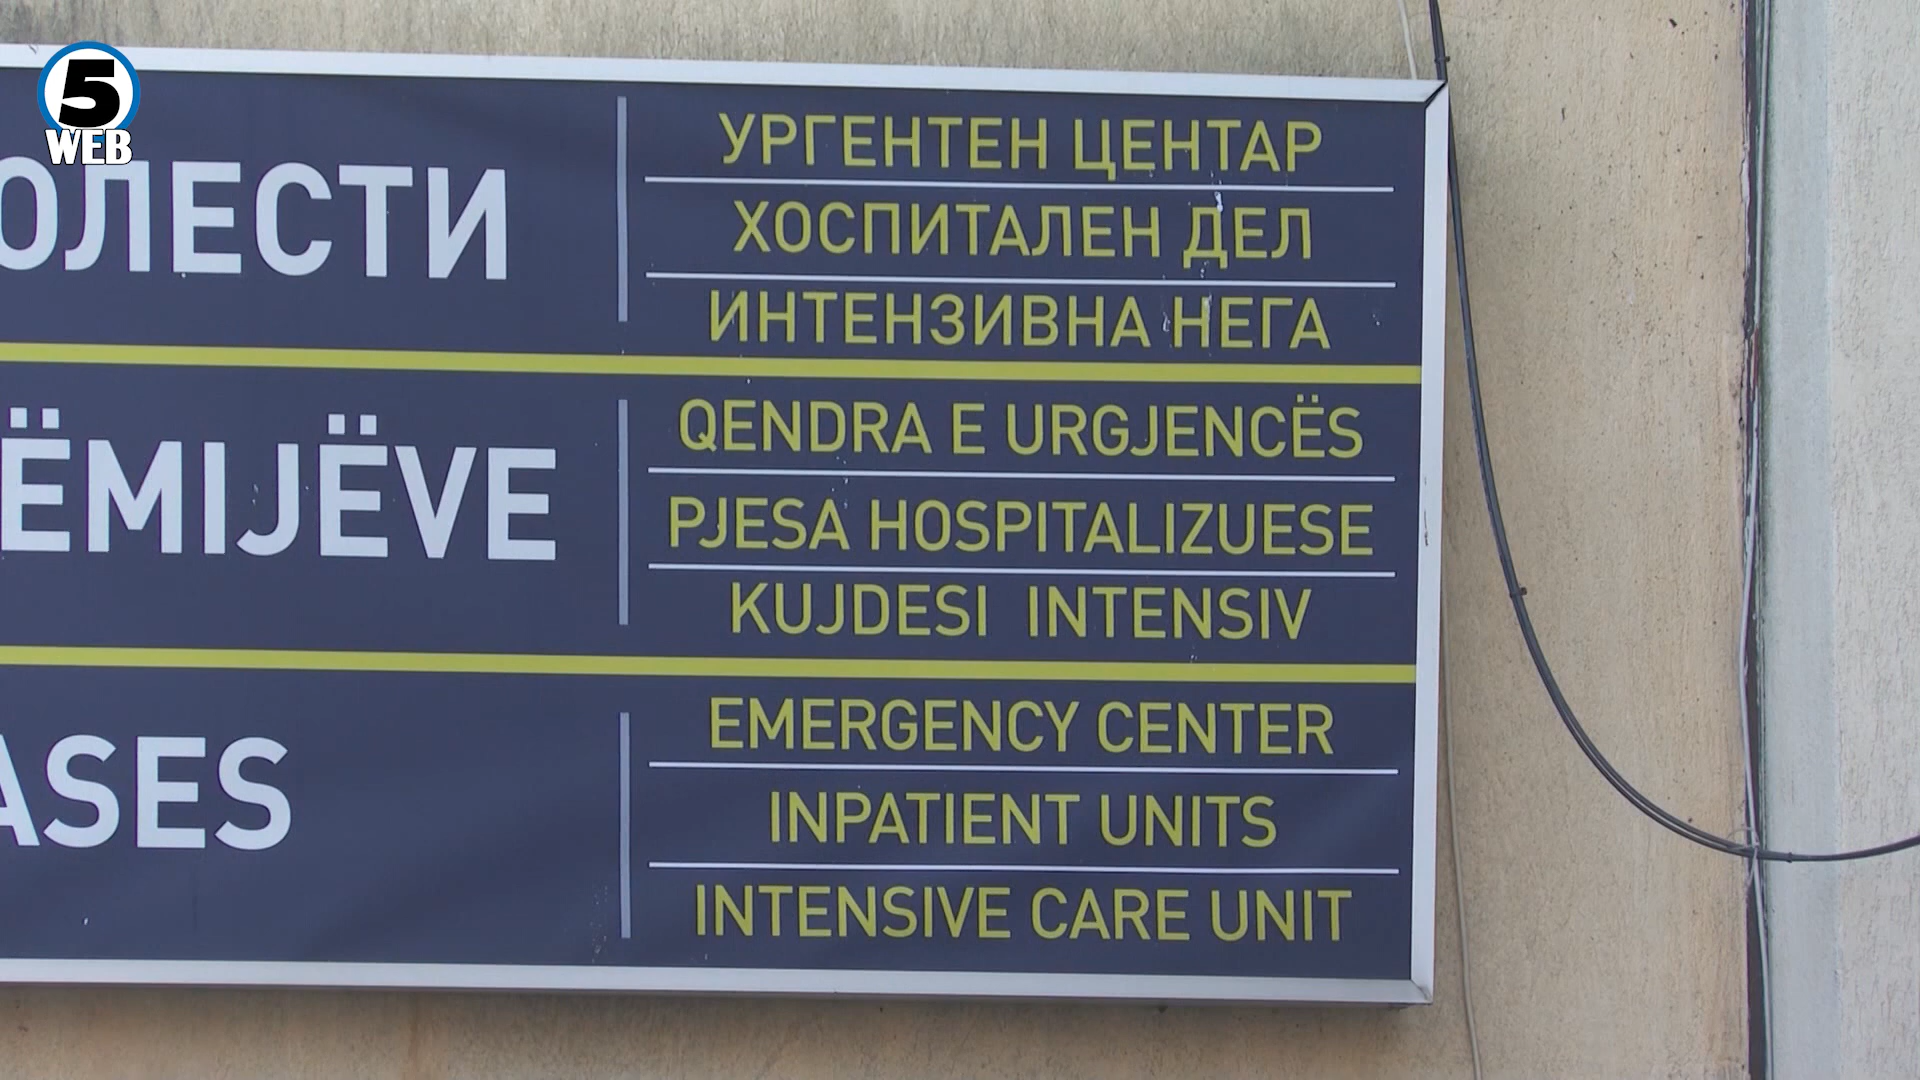 5
WEB
УРГЕНТЕН ЦЕНТАР
ОЛЕСТИ
ХОСПИТАЛЕН ДЕЛ
ИНТЕНЗИВНА НЕГА
QENDRA E URGJENCËS
ËMIJËVE
PJESA HOSPITALIZUESE
KUJDESI INTENSIV
EMERGENCY CENTER
ASES
INPATIENT UNITS
INTENSIVE CARE UNIT